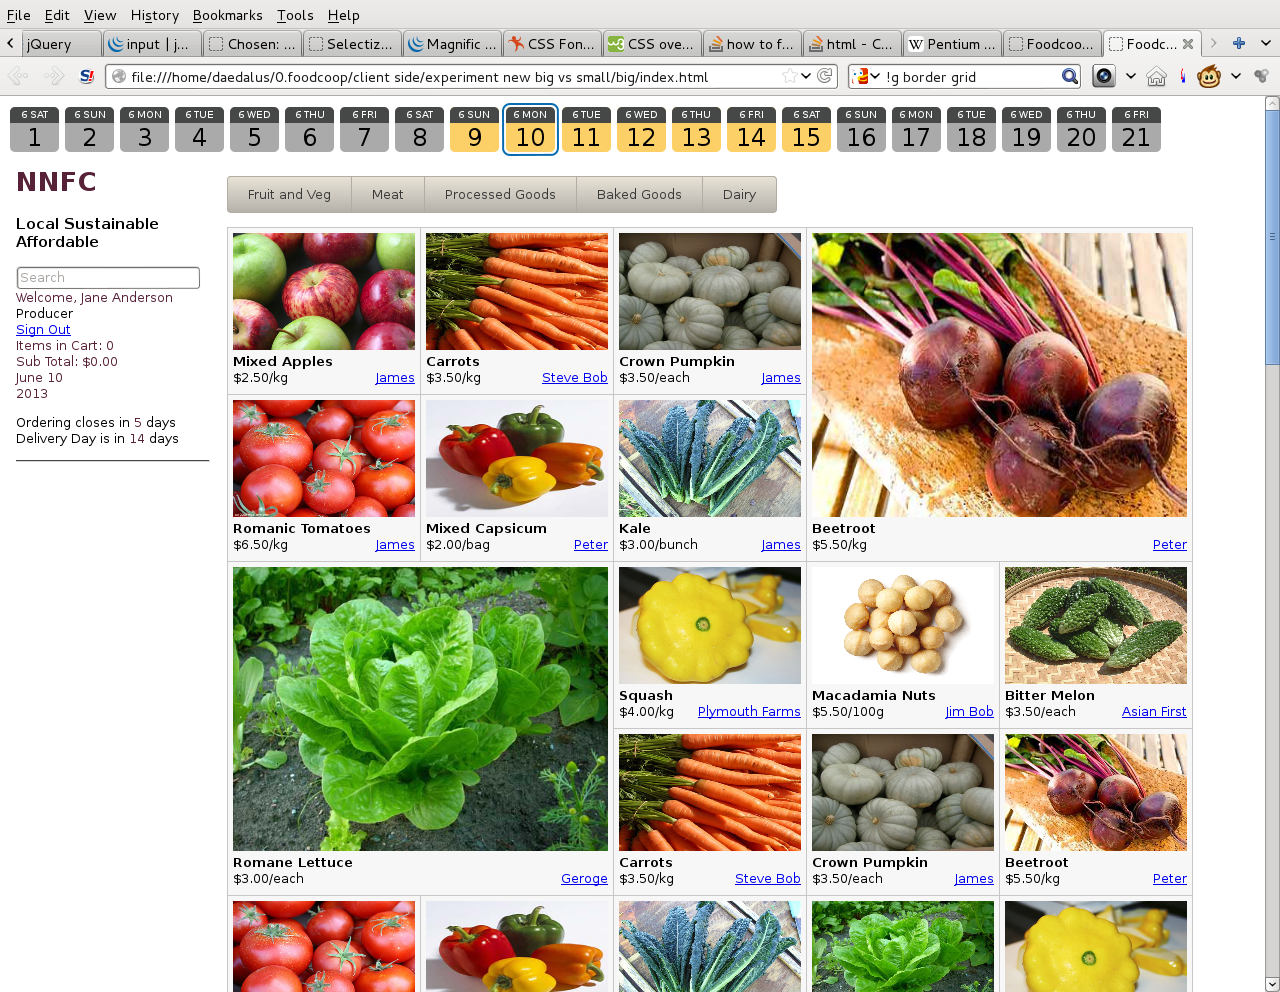 File Edit View History Bookmarks Tools Help
jQuery input | j... Chosen: ... Selectiz... Magnific ... CSS Fon... CSS ove... how to f... html - C... Pentium ... Foodcoo... Foodc...
file:///home/daedalus/0.foodcoop/client side/experiment new big vs small/big/index.html !g border grid
6 SAT 6 SUN 6 MON 6 TUE 6 WED 6 THU 6 FRI 6 SAT 6 SUN 6 MON 6 TUE 6 WED 6 THU 6 FRI 6 SAT 6 SUN 6 MON 6 TUE 6 WED 6 THU 6 FRI
1 2 3 4 5 6 7 8 9 10 11 12 13 14 15 16 17 18 19 20 21
NNFC
Local Sustainable
Affordable
Search
Welcome, Jane Anderson
Producer
Sign Out
Items in Cart: 0
Sub Total: $0.00
June 10
2013
Ordering closes in 5 days
Delivery Day is in 14 days
Fruit and Veg Meat Processed Goods Baked Goods Dairy
Mixed Apples
$2.50/kg James
Carrots
$3.50/kg Steve Bob
Crown Pumpkin
$3.50/each James
Romanic Tomatoes
$6.50/kg James
Mixed Capsicum
$2.00/bag Peter
Kale
$3.00/bunch James
Beetroot
$5.50/kg Peter
Romane Lettuce
$3.00/each Geroge
Squash
$4.00/kg Plymouth Farms
Macadamia Nuts
$5.50/100g Jim Bob
Bitter Melon
$3.50/each Asian First
Carrots
$3.50/kg Steve Bob
Crown Pumpkin
$3.50/each James
Beetroot
$5.50/kg Peter